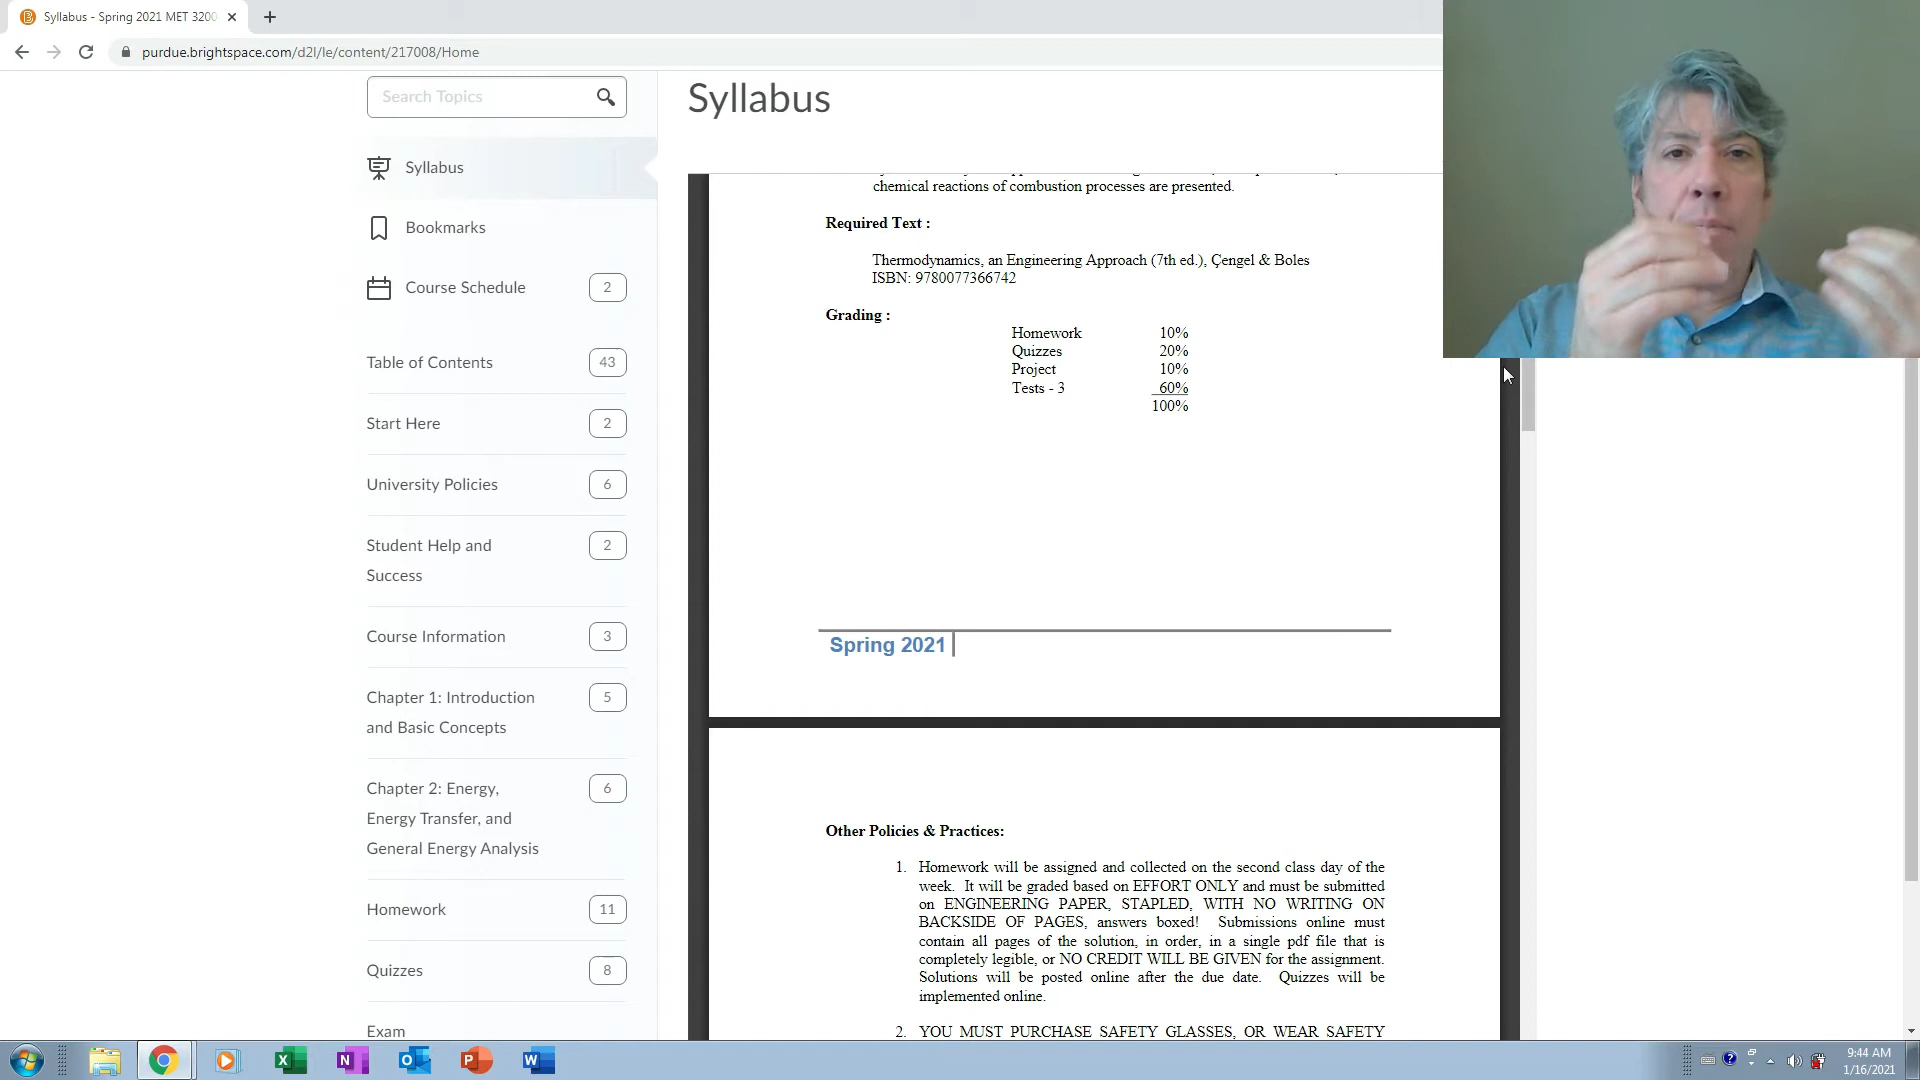 Syllabus - Spring 2021 MET 3200
purdue.brightspace.com/d2l/le/content/217008/Home
Search Topics
Syllabus
Bookmarks
Course Schedule 2
Table of Contents 43
Start Here 2
University Policies 6
Student Help and 2
Success
Course Information 3
Chapter 1: Introduction 5
and Basic Concepts
Chapter 2: Energy, 6
Energy Transfer, and
General Energy Analysis
Homework 11
Quizzes 8
Exam
Syllabus
chemical reactions of combustion processes are presented.
Required Text :
Thermodynamics, an Engineering Approach (7th ed.), Çengel & Boles
ISBN: 9780077366742
Grading :
Homework 10%
Quizzes 20%
Project 10%
Tests - 3 60%
100%
Spring 2021
Other Policies & Practices:
1. Homework will be assigned and collected on the second class day of the
week. It will be graded based on EFFORT ONLY and must be submitted
on ENGINEERING PAPER, STAPLED, WITH NO WRITING ON
BACKSIDE OF PAGES, answers boxed! Submissions online must
contain all pages of the solution, in order, in a single pdf file that is
completely legible, or NO CREDIT WILL BE GIVEN for the assignment.
Solutions will be posted online after the due date. Quizzes will be
implemented online.
2. YOU MUST PURCHASE SAFETY GLASSES, OR WEAR SAFETY
9:44 AM
1/16/2021